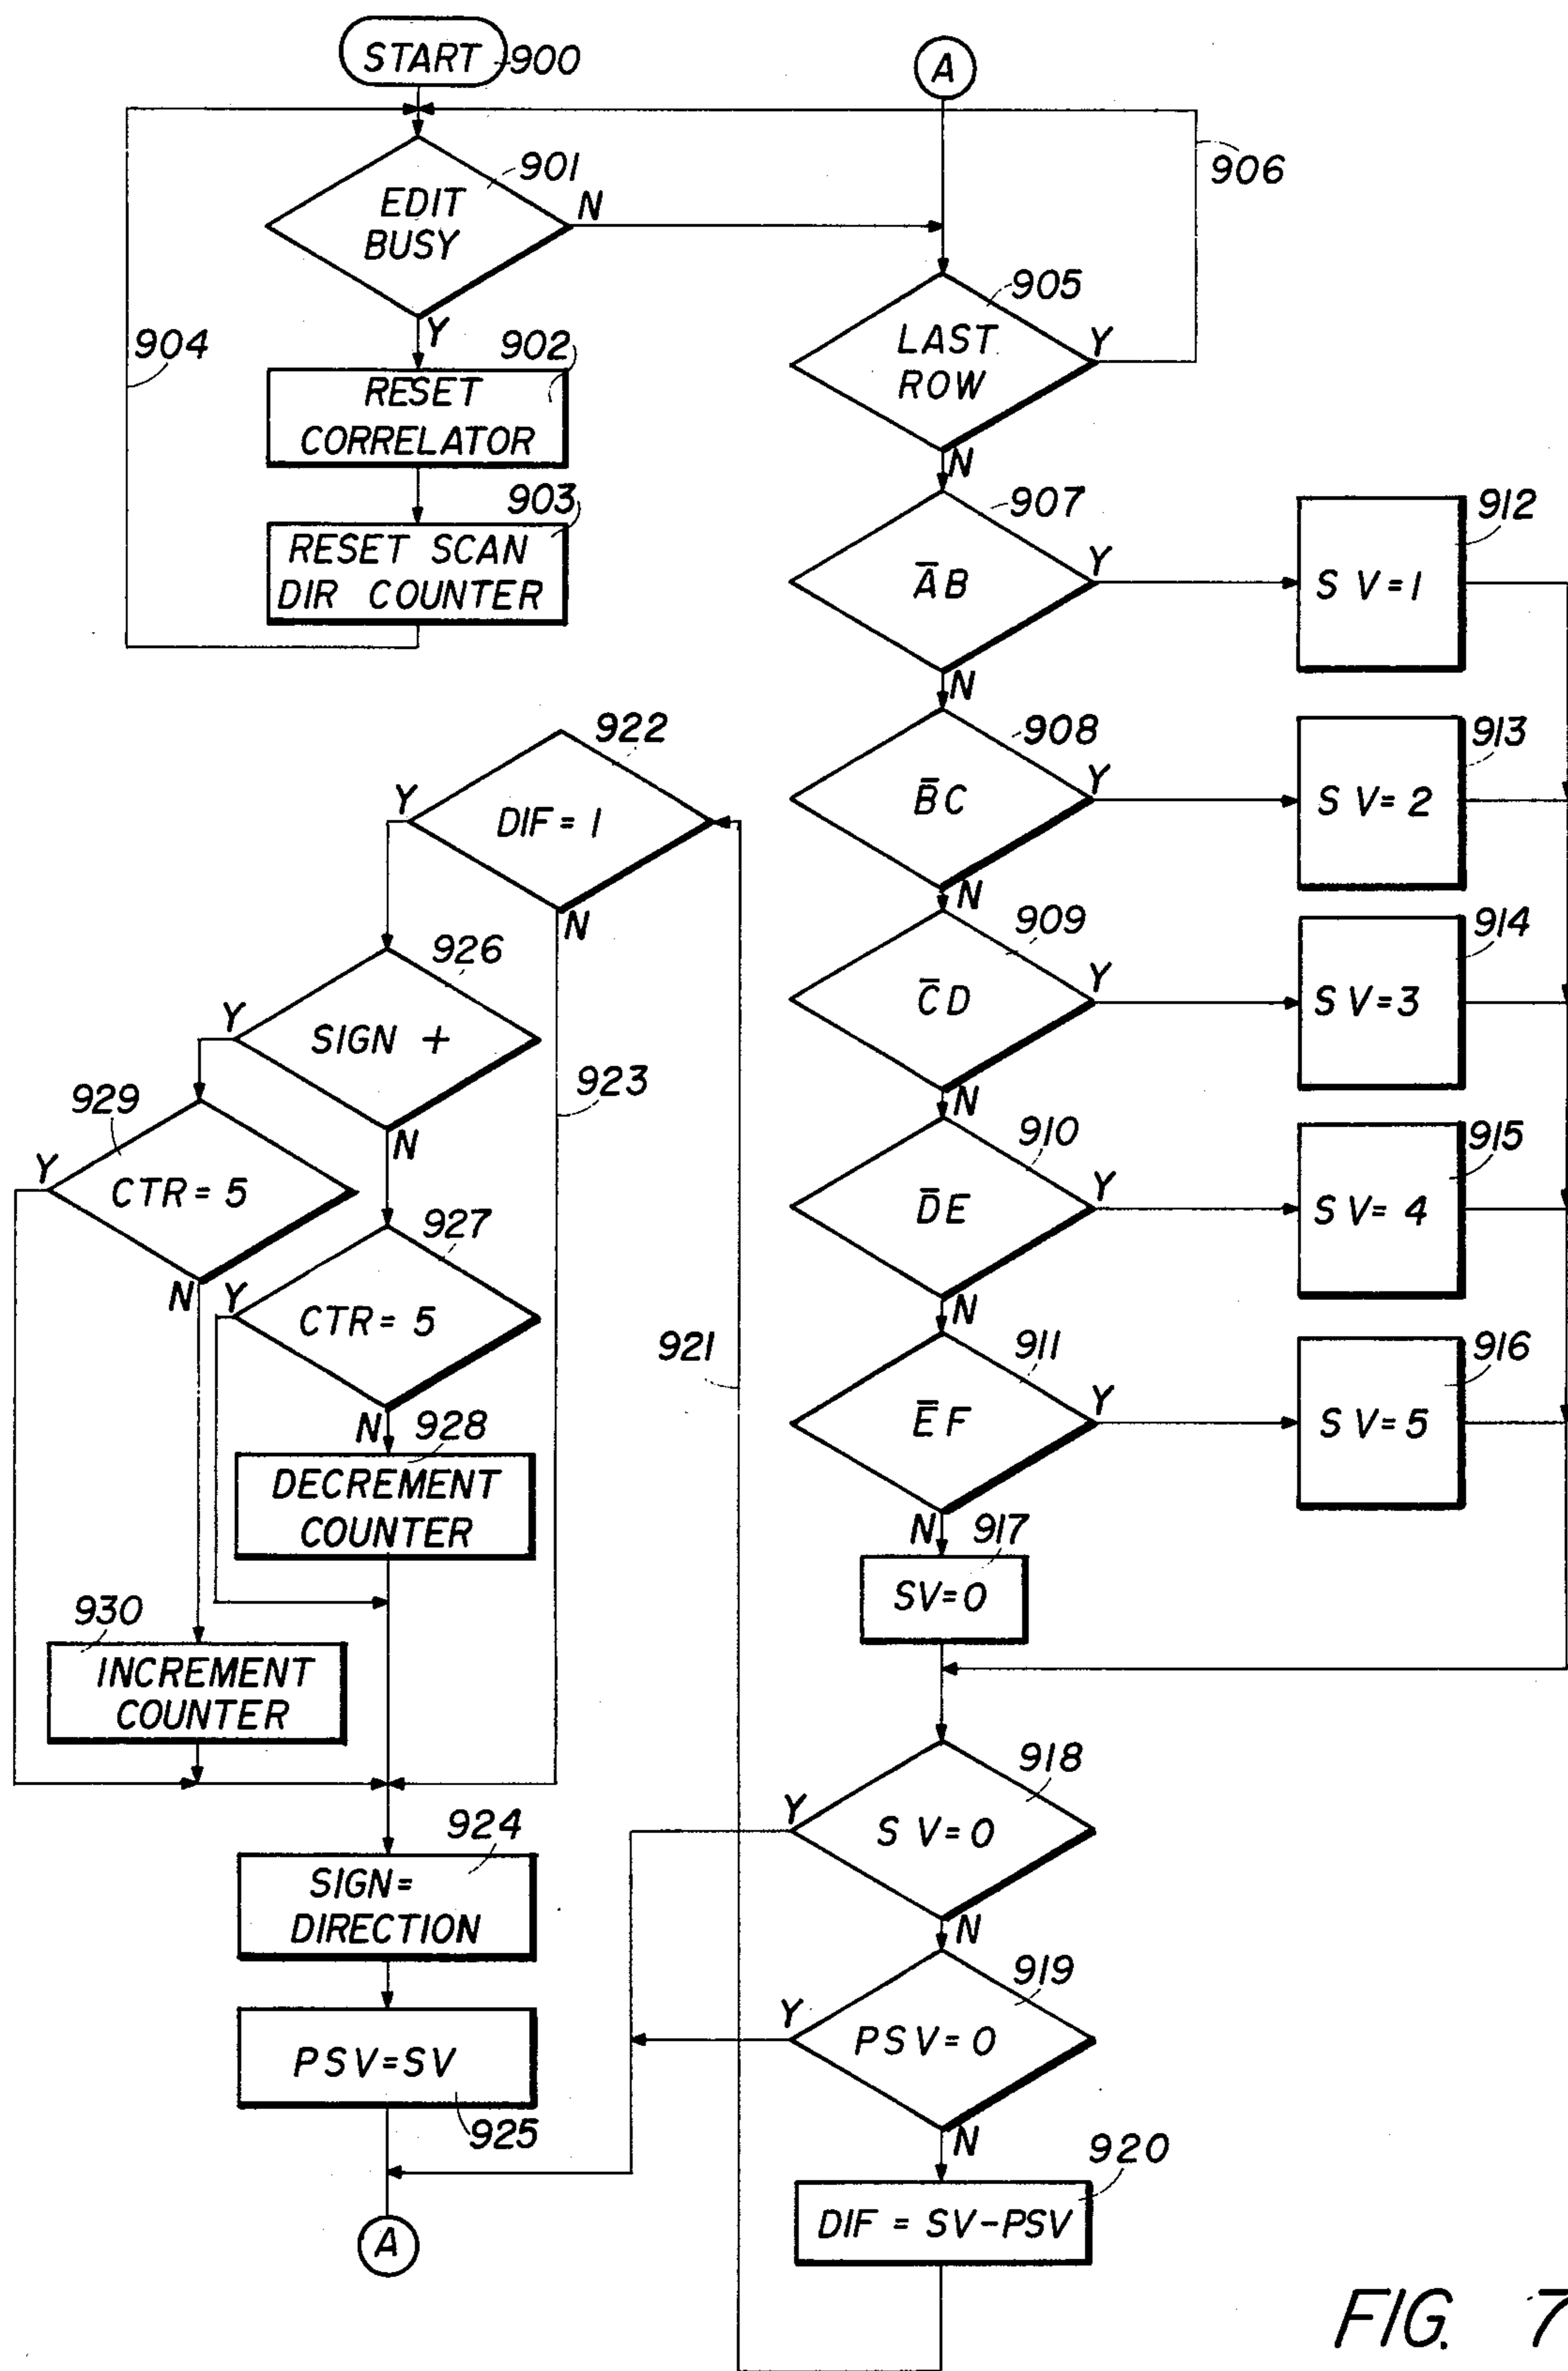 START
900
A
901
EDIT
BUSY
N
906
905
Y
904
902
LAST
ROW
Y
RESET
CORRELATOR
N
903
907
912
RESET SCAN
DIR COUNTER
A̅B
Y
S V=1
N
922
908
913
Y
DIF = 1
B̅C
Y
S V=2
N
N
926
909
914
Y
SIGN +
C̅D
Y
S V=3
929
923
N
N
910
915
Y
CTR = 5
D̅E
Y
S V= 4
927
N
Y
CTR= 5
N
921
911
916
E̅F
Y
S V=5
N
928
DECREMENT
COUNTER
N
917
SV=0
930
INCREMENT
COUNTER
918
Y
S V=0
924
SIGN=
DIRECTION
N
919
Y
PSV=0
PSV=SV
925
N
920
DIF = SV-PSV
A
FIG. 7